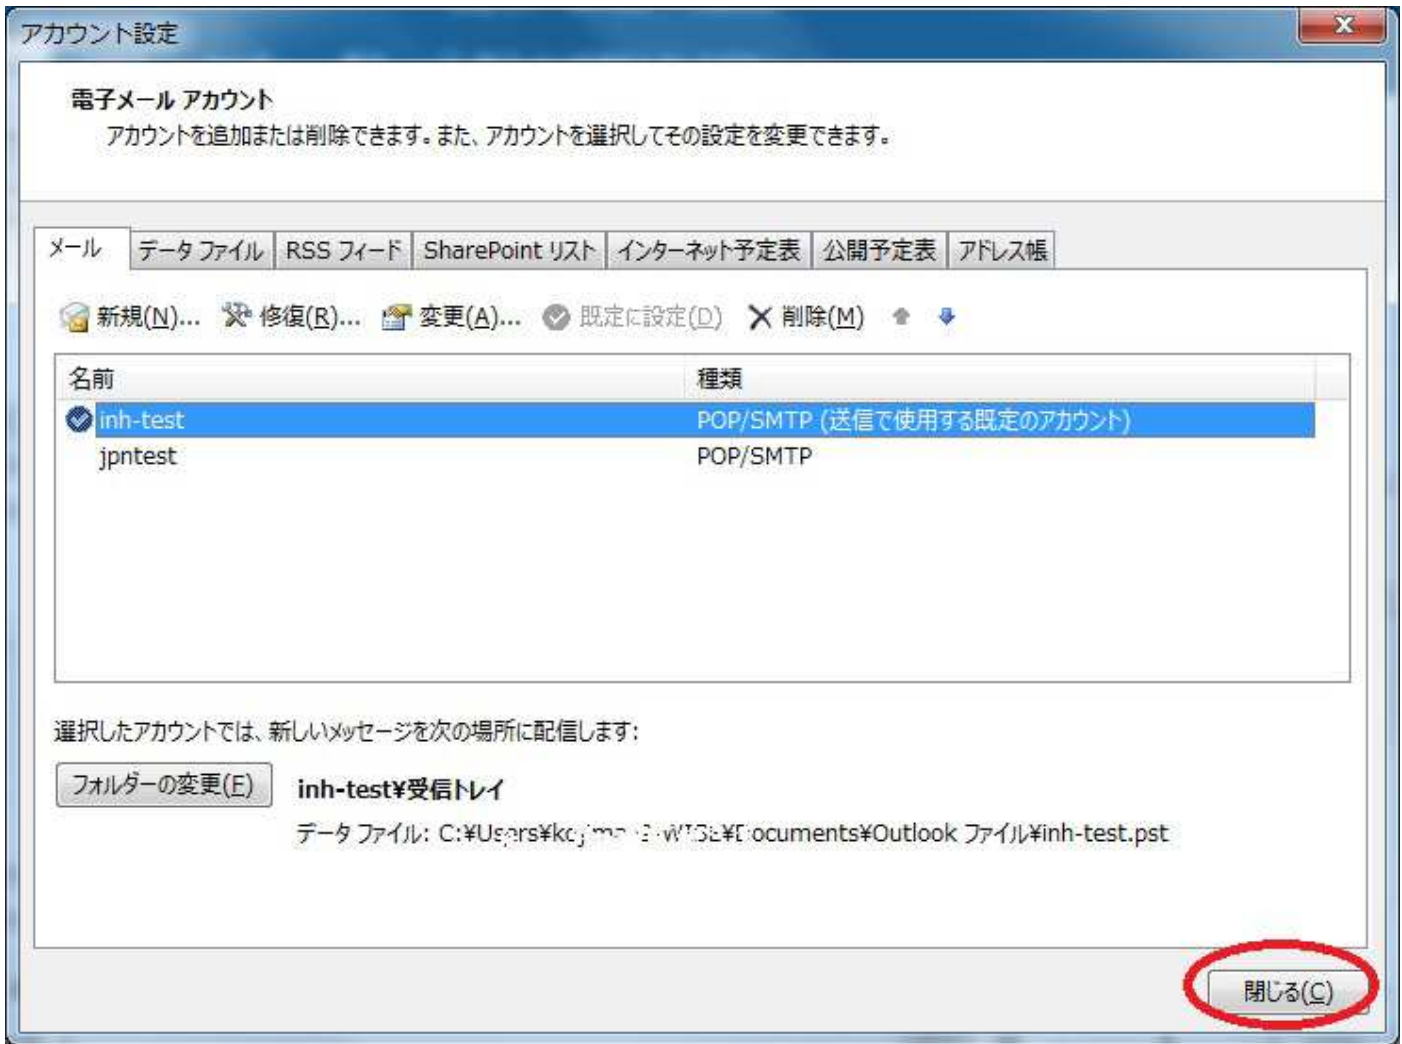 アカウント設定
電子メール アカウント
アカウントを追加または削除できます。また、アカウントを選択してその設定を変更できます。
メール データ ファイル RSS フィード SharePoint リスト インターネット予定表 公開予定表 アドレス帳
新規(N)... 修復(R)... 変更(A)... 既定に設定(D) 削除(M)
名前 種類
inh-test POP/SMTP (送信で使用する既定のアカウント)
jpntest POP/SMTP
選択したアカウントでは、新しいメッセージを次の場所に配信します:
フォルダーの変更(F) inh-test¥受信トレイ
データ ファイル: C:¥Users¥ ¥Documents¥Outlook ファイル¥inh-test.pst
閉じる(C)